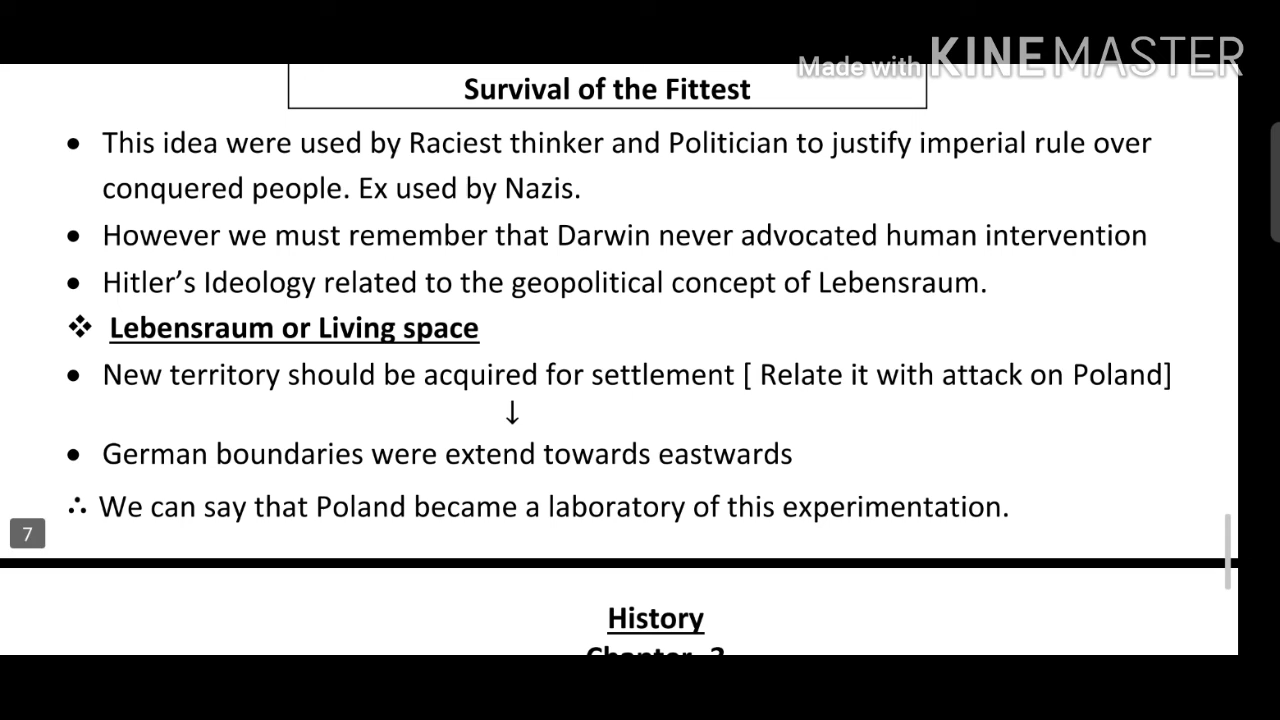 Made with KINEMASTER
Survival of the Fittest
• This idea were used by Raciest thinker and Politician to justify imperial rule over
conquered people. Ex used by Nazis.
• However we must remember that Darwin never advocated human intervention
• Hitler’s Ideology related to the geopolitical concept of Lebensraum.
❖ Lebensraum or Living space
• New territory should be acquired for settlement [ Relate it with attack on Poland]
↓
• German boundaries were extend towards eastwards
∴ We can say that Poland became a laboratory of this experimentation.
7
History